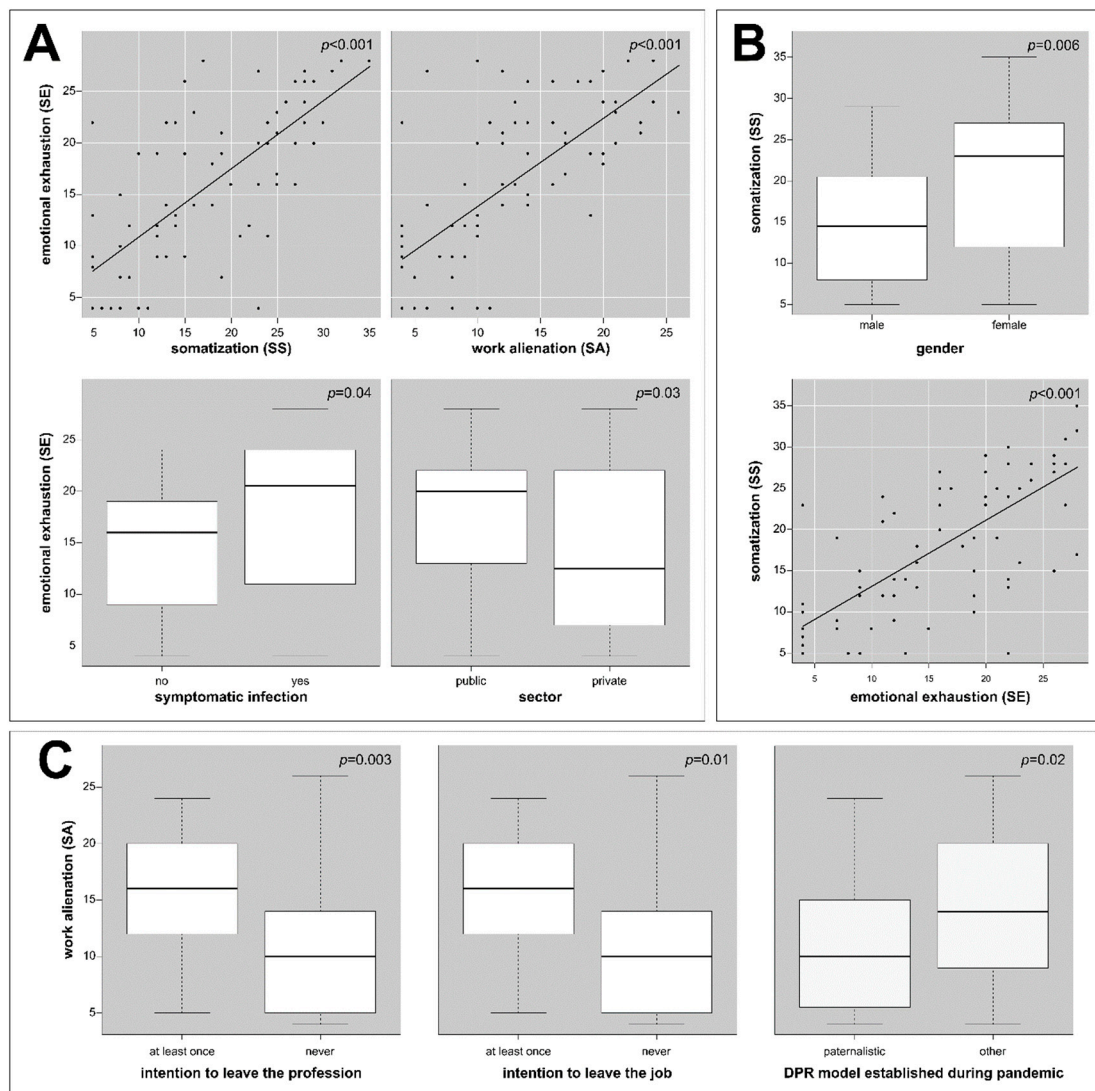 A
p<0.001
emotional exhaustion (SE)
25
20
15
10
5
5 10 15 20 25 30 35
somatization (SS)
p<0.001
5 10 15 20 25
work alienation (SA)
p=0.04
emotional exhaustion (SE)
25
20
15
10
5
no yes
symptomatic infection
p=0.03
public private
sector
B
p=0.006
somatization (SS)
35
30
25
20
15
10
5
male female
gender
p<0.001
somatization (SS)
35
30
25
20
15
10
5
5 10 15 20 25
emotional exhaustion (SE)
C
p=0.003
work alienation (SA)
25
20
15
10
5
at least once never
intention to leave the profession
p=0.01
at least once never
intention to leave the job
p=0.02
paternalistic other
DPR model established during pandemic